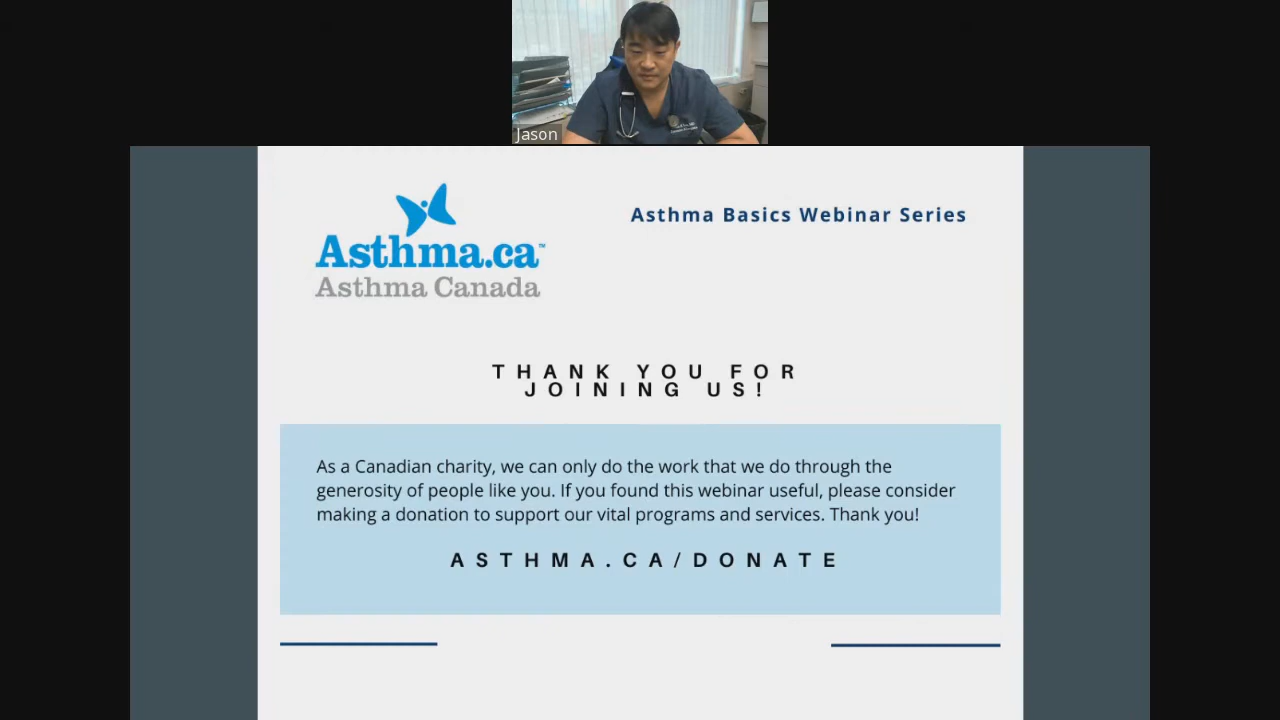 Jason
Asthma.ca™
Asthma Canada
Asthma Basics Webinar Series
THANK YOU FOR
JOINING US!
As a Canadian charity, we can only do the work that we do through the
generosity of people like you. If you found this webinar useful, please consider
making a donation to support our vital programs and services. Thank you!
ASTHMA.CA/DONATE